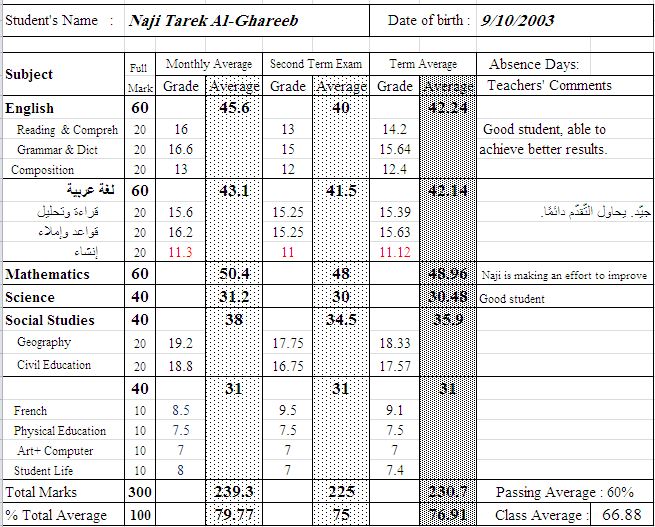 Student's Name : Naji Tarek Al-Ghareeb Date of birth : 9/10/2003
Subject Full Mark Monthly Average Second Term Exam Term Average Absence Days:
Grade Average Grade Average Grade Average Teachers' Comments
English 60 45.6 40 42.24
Reading & Compreh 20 16 13 14.2 Good student, able to
Grammar & Dict 20 16.6 15 15.64 achieve better results.
Composition 20 13 12 12.4
لغة عربية 60 43.1 41.5 42.14
قراءة وتحليل 20 15.6 15.25 15.39 جيّد. يحاول التّقدّم دائمًا.
قواعد وإملاء 20 16.2 15.25 15.63
إنشاء 20 11.3 11 11.12
Mathematics 60 50.4 48 48.96 Naji is making an effort to improve
Science 40 31.2 30 30.48 Good student
Social Studies 40 38 34.5 35.9
Geography 20 19.2 17.75 18.33
Civil Education 20 18.8 16.75 17.57
40 31 31 31
French 10 8.5 9.5 9.1
Physical Education 10 7.5 7.5 7.5
Art+ Computer 10 7 7 7
Student Life 10 8 7 7.4
Total Marks 300 239.3 225 230.7 Passing Average : 60%
% Total Average 100 79.77 75 76.91 Class Average : 66.88